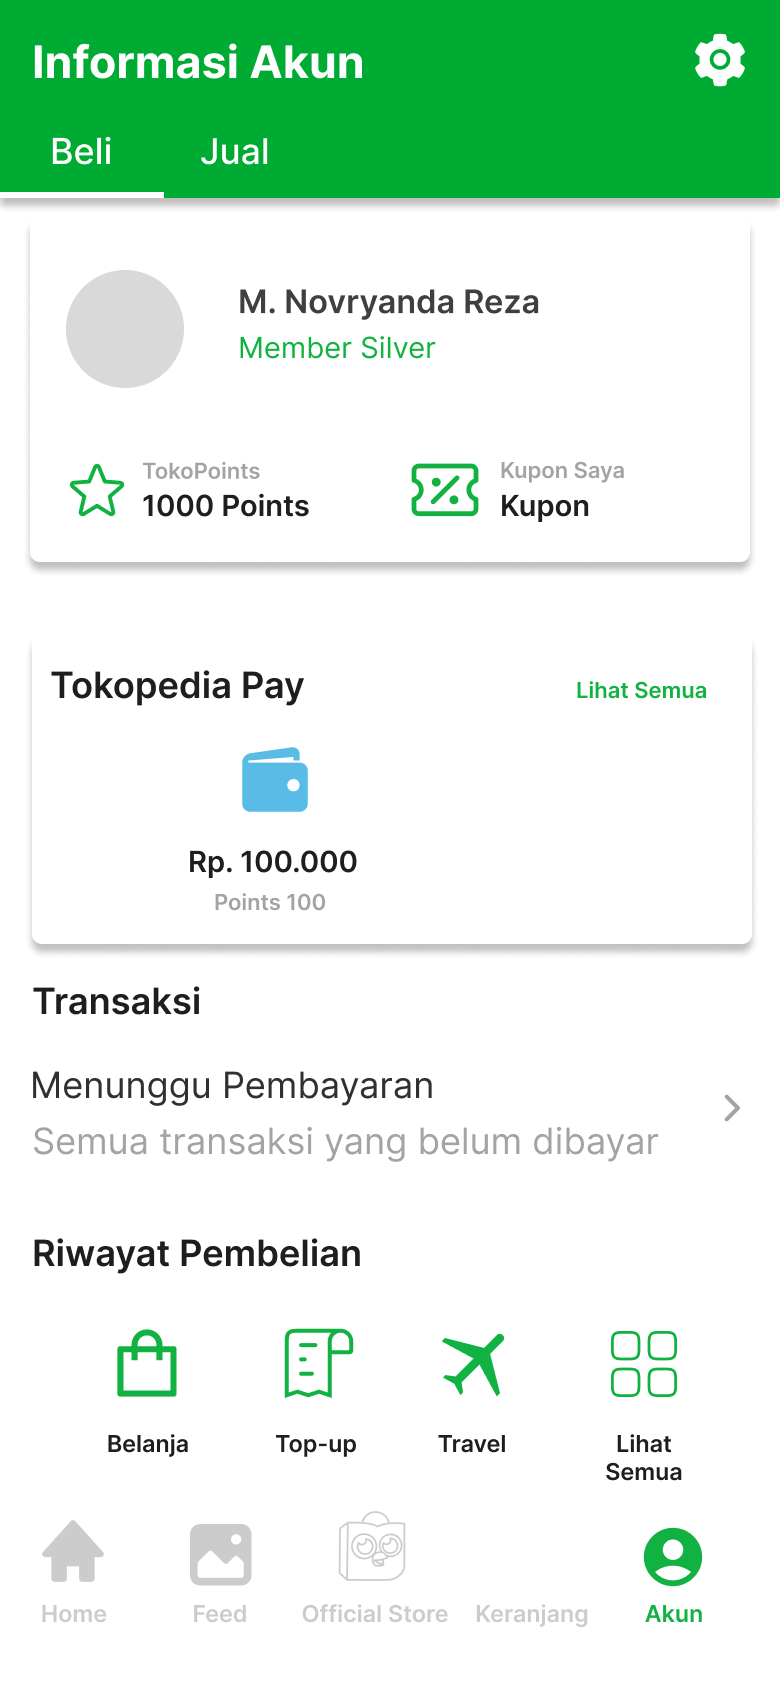 Informasi Akun
Beli
Jual
M. Novryanda Reza
Member Silver
TokoPoints
1000 Points
Kupon Saya
Kupon
Tokopedia Pay
Lihat Semua
Rp. 100.000
Points 100
Transaksi
Menunggu Pembayaran
Semua transaksi yang belum dibayar
Riwayat Pembelian
Belanja
Top-up
Travel
Lihat
Semua
Home
Feed
Official Store
Keranjang
Akun